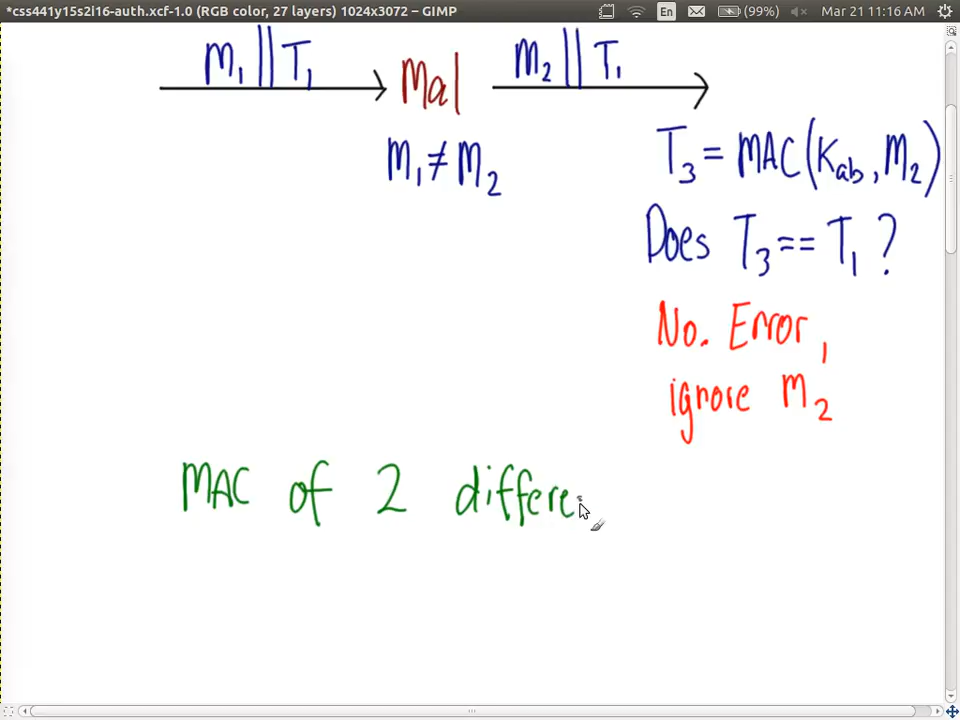 *css441y15s2i16-auth.xcf-1.0 (RGB color, 27 layers) 1024x3072 – GIMP En (99%) Mar 21 11:16 AM
M₁||T₁ Mal M₂||T₁
M₁≠M₂
T₃=MAC(Kab,M₂)
Does T₃==T₁?
No. Error,
ignore M₂
MAC of 2 differe